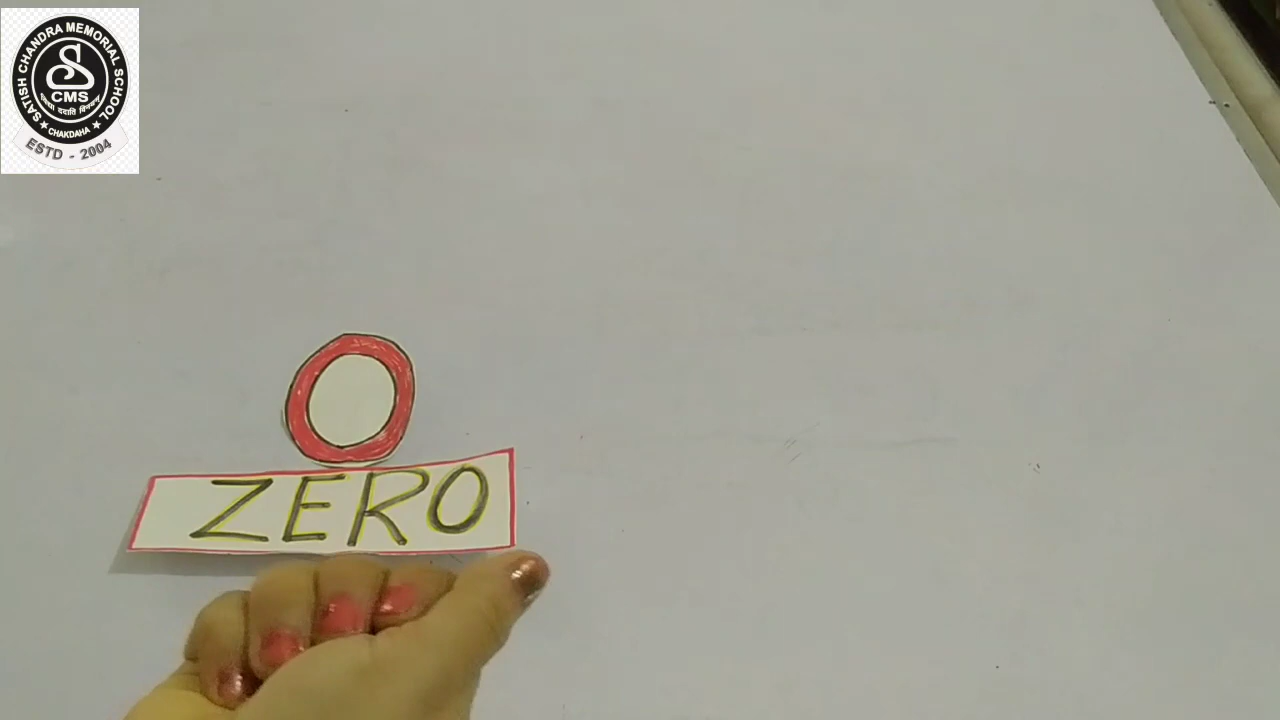 SATISH CHANDRA MEMORIAL SCHOOL
S
CMS
★ CHAKDAHA ★
ESTD - 2004
0
ZERO